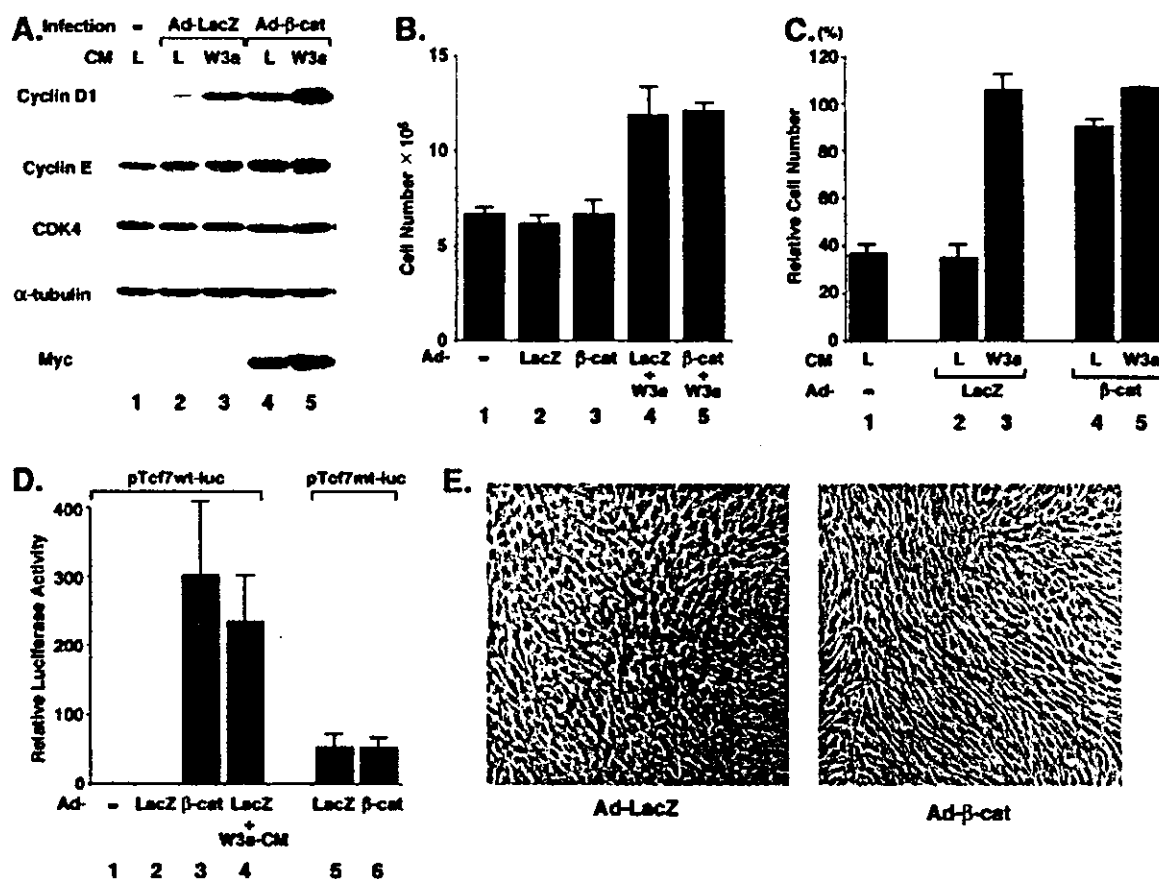 A. Infection - Ad-LacZ Ad-β-cat
CM L L W3a L W3a
Cyclin D1
Cyclin E
CDK4
α-tubulin
Myc
1 2 3 4 5
B.
Cell Number × 10
15
10
5
0
Ad- - LacZ β-cat LacZ + W3a β-cat + W3a
1 2 3 4 5
C. (%)
Relative Cell Number
120
100
80
60
40
20
0
CM L L W3a L W3a
Ad- - LacZ β-cat
1 2 3 4 5
D.
pTcf7wt-luc pTcf7mt-luc
Relative Luciferase Activity
400
300
200
100
0
Ad- - LacZ β-cat LacZ + W3a-CM LacZ β-cat
1 2 3 4 5 6
E.
Ad-LacZ Ad-β-cat